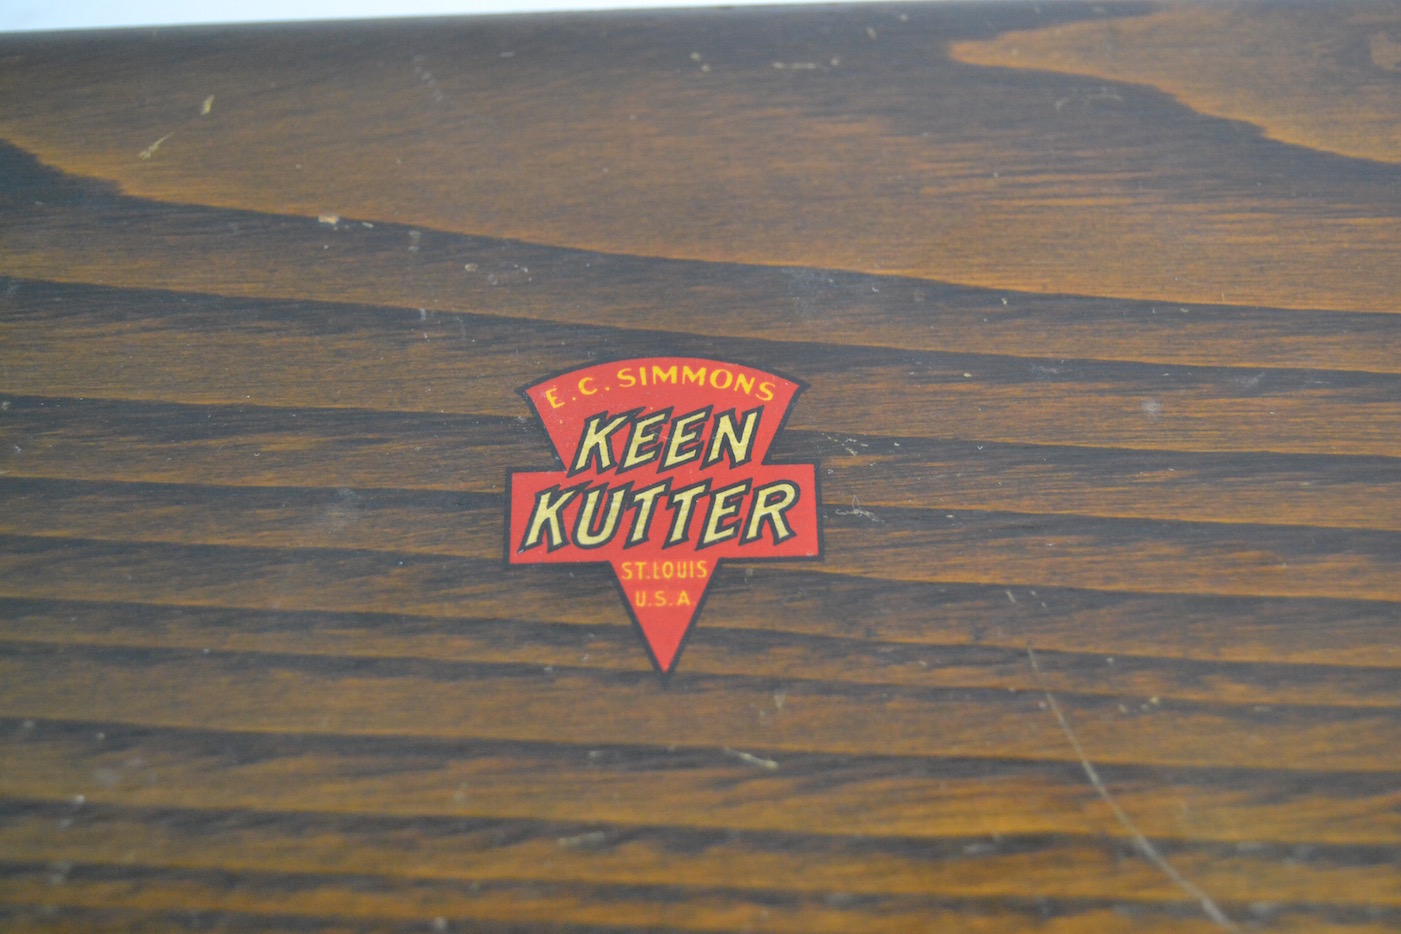 E.C. SIMMONS
KEEN
KUTTER
ST. LOUIS
U.S.A